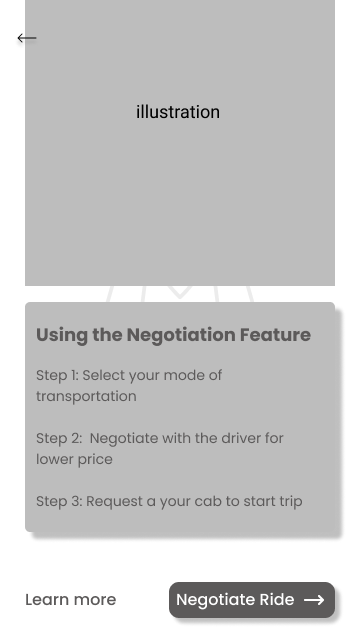 illustration
Using the Negotiation Feature
Step 1: Select your mode of
transportation
Step 2:  Negotiate with the driver for
lower price
Step 3: Request a your cab to start trip
Learn more
Negotiate Ride